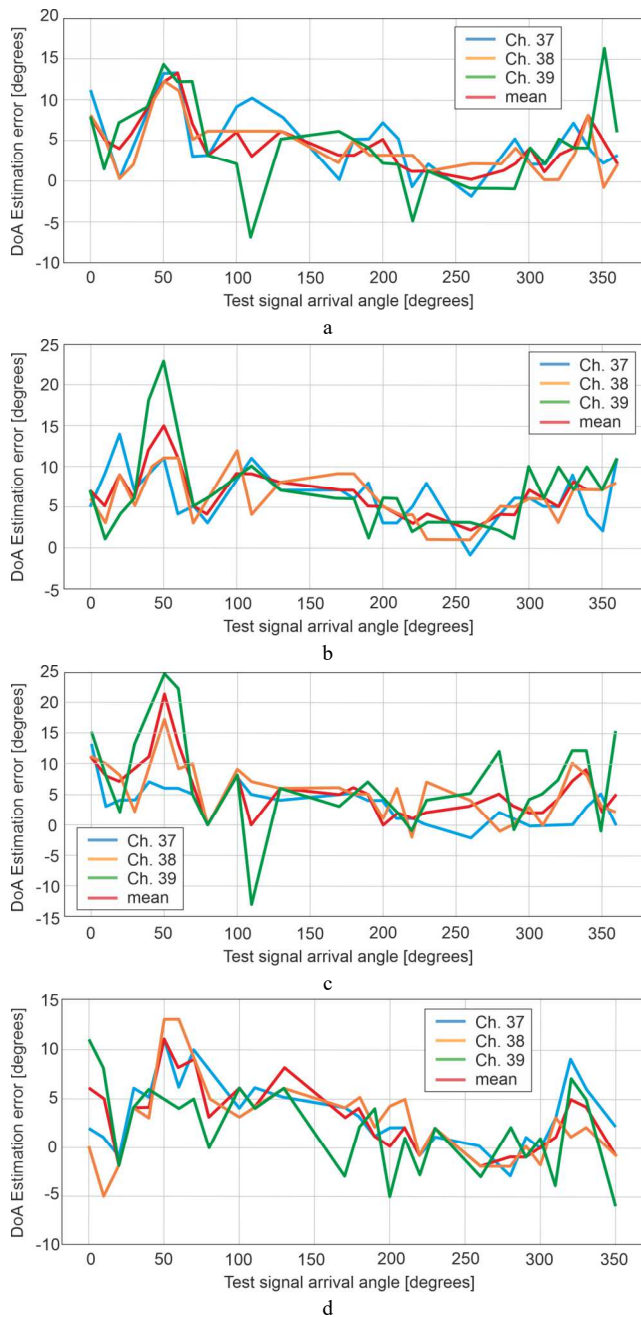 20
15
10
5
0
-5
-10
DoA Estimation error [degrees]
Ch. 37
Ch. 38
Ch. 39
mean
0 50 100 150 200 250 300 350
Test signal arrival angle [degrees]
a
25
20
15
10
5
0
5
DoA Estimation error [degrees]
Ch. 37
Ch. 38
Ch. 39
mean
0 50 100 150 200 250 300 350
Test signal arrival angle [degrees]
b
25
20
15
10
5
0
-5
-10
-15
DoA Estimation error [degrees]
Ch. 37
Ch. 38
Ch. 39
mean
0 50 100 150 200 250 300 350
Test signal arrival angle [degrees]
c
15
10
5
0
-5
-10
DoA Estimation error [degrees]
Ch. 37
Ch. 38
Ch. 39
mean
0 50 100 150 200 250 300 350
Test signal arrival angle [degrees]
d